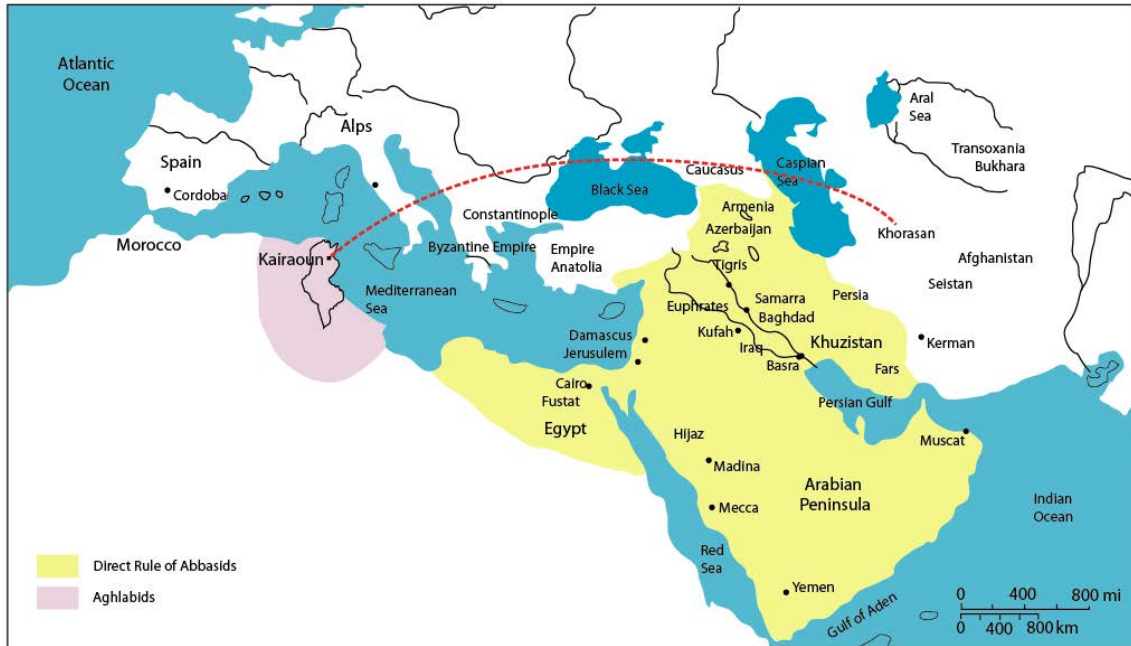 Atlantic
Ocean
Alps
Spain
Cordoba
Morocco
Kairaoun
Mediterranean
Sea
Constantinople
Byzantine Empire
Empire
Anatolia
Black Sea
Caucasus
Caspian
Sea
Aral
Sea
Transoxania
Bukhara
Armenia
Azerbaijan
Khorasan
Afghanistan
Seistan
Tigris
Euphrates
Samarra
Baghdad
Persia
Kufah
Iraq
Khuzistan
Kerman
Basra
Fars
Damascus
Jerusulem
Cairo
Fustat
Egypt
Persian Gulf
Hijaz
Madina
Muscat
Arabian
Peninsula
Mecca
Indian
Ocean
Red
Sea
Yemen
Gulf of Aden
Direct Rule of Abbasids
Aghlabids
0 400 800 mi
0 400 800 km